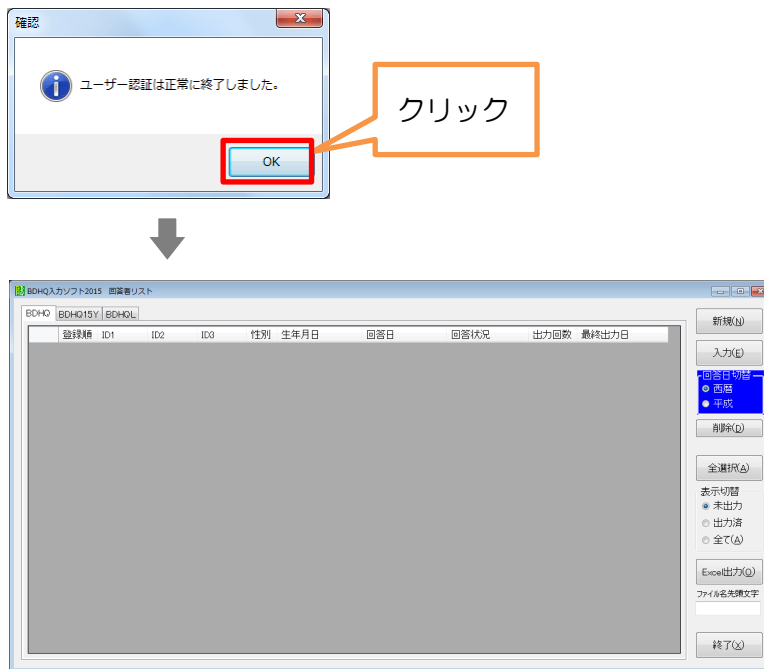 確認
ユーザー認証は正常に終了しました。
OK
クリック
BDHQ入力ソフト2015 回答者リスト
BDHQ BDHQ15Y BDHQL
登録順 ID1 ID2 ID3 性別 生年月日 回答日 回答状況 出力回数 最終出力日
新規(N)
入力(E)
回答日切替
西暦
平成
削除(D)
全選択(A)
表示切替
未出力
出力済
全て(A)
Excel出力(O)
ファイル名先頭文字
終了(X)